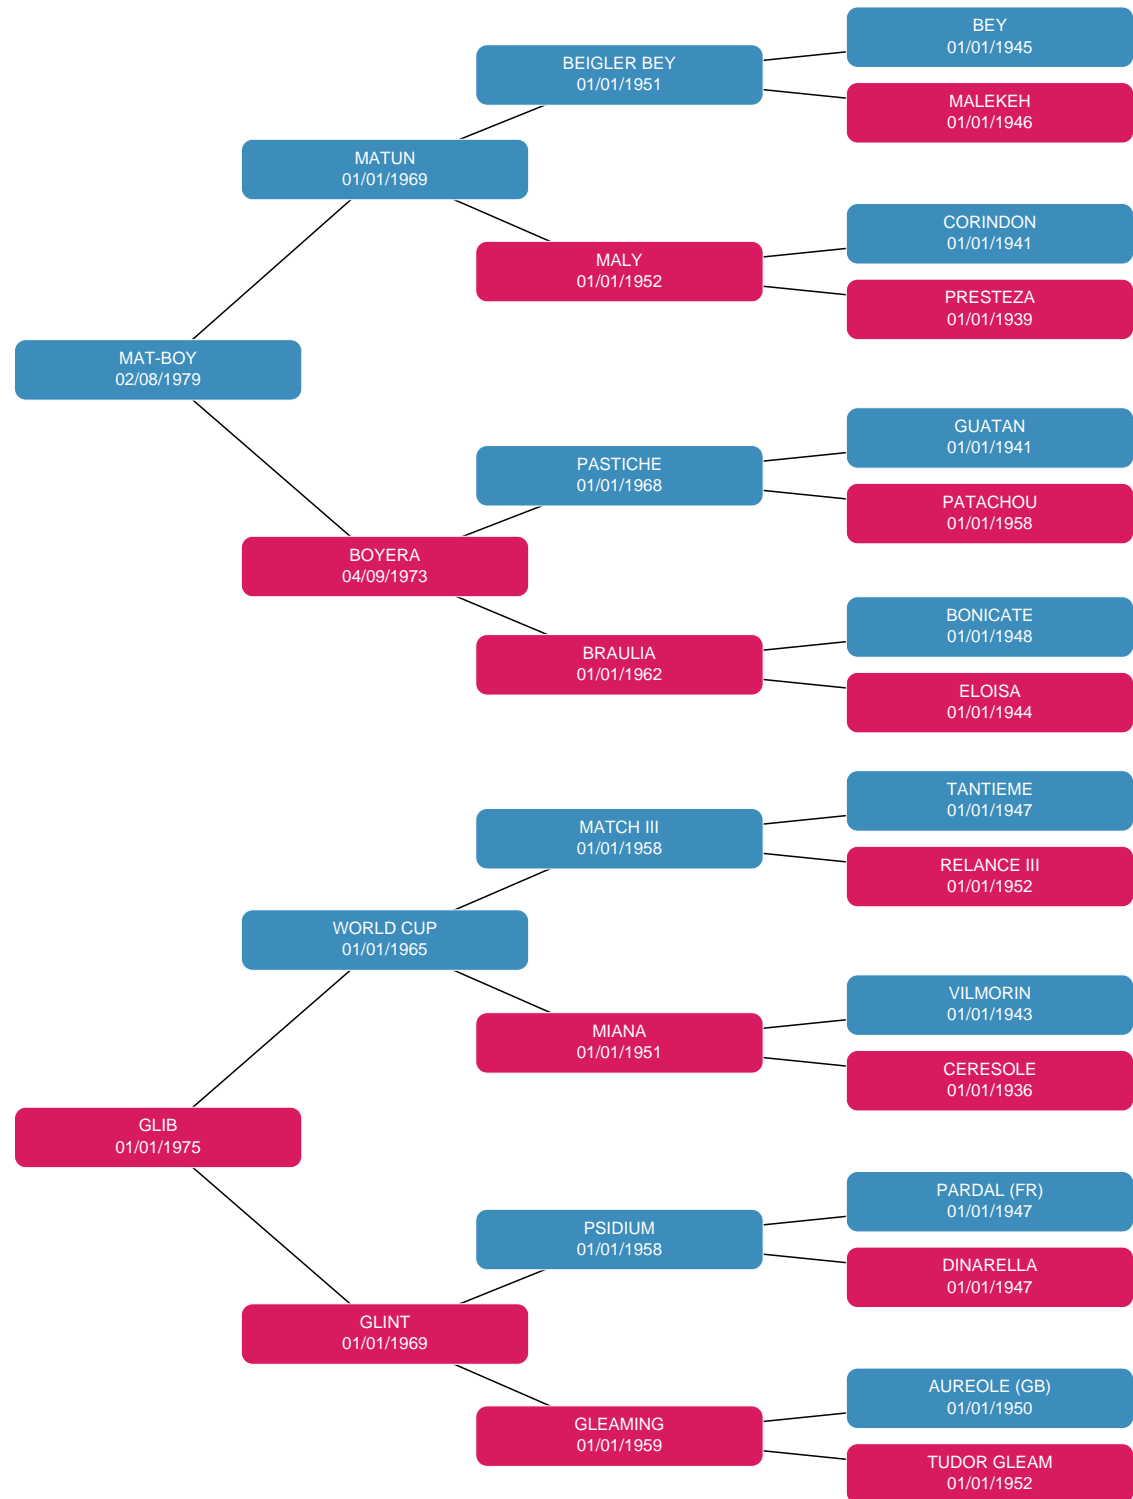 BEY
01/01/1945
BEIGLER BEY
01/01/1951
MALEKEH
01/01/1946
MATUN
01/01/1969
CORINDON
01/01/1941
MALY
01/01/1952
PRESTEZA
01/01/1939
MAT-BOY
02/08/1979
GUATAN
01/01/1941
PASTICHE
01/01/1968
PATACHOU
01/01/1958
BOYERA
04/09/1973
BONICATE
01/01/1948
BRAULIA
01/01/1962
ELOISA
01/01/1944
TANTIEME
01/01/1947
MATCH III
01/01/1958
RELANCE III
01/01/1952
WORLD CUP
01/01/1965
VILMORIN
01/01/1943
MIANA
01/01/1951
CERESOLE
01/01/1936
GLIB
01/01/1975
PARDAL (FR)
01/01/1947
PSIDIUM
01/01/1958
DINARELLA
01/01/1947
GLINT
01/01/1969
AUREOLE (GB)
01/01/1950
GLEAMING
01/01/1959
TUDOR GLEAM
01/01/1952